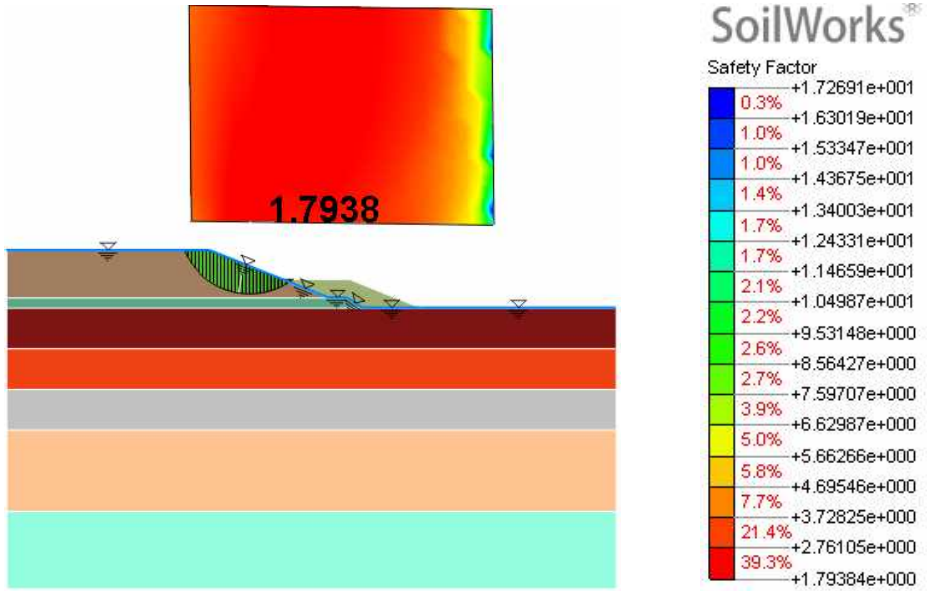 SoilWorks
Safety Factor
+1.72691e+001
0.3%
+1.63019e+001
1.0%
+1.53347e+001
1.0%
+1.43675e+001
1.4%
+1.34003e+001
1.7%
+1.24331e+001
1.7%
+1.14659e+001
2.1%
+1.04987e+001
2.2%
+9.53148e+000
2.6%
+8.56427e+000
2.7%
+7.59707e+000
3.9%
+6.62987e+000
5.0%
+5.66266e+000
5.8%
+4.69546e+000
7.7%
+3.72825e+000
21.4%
+2.76105e+000
39.3%
+1.79384e+000
1.7938